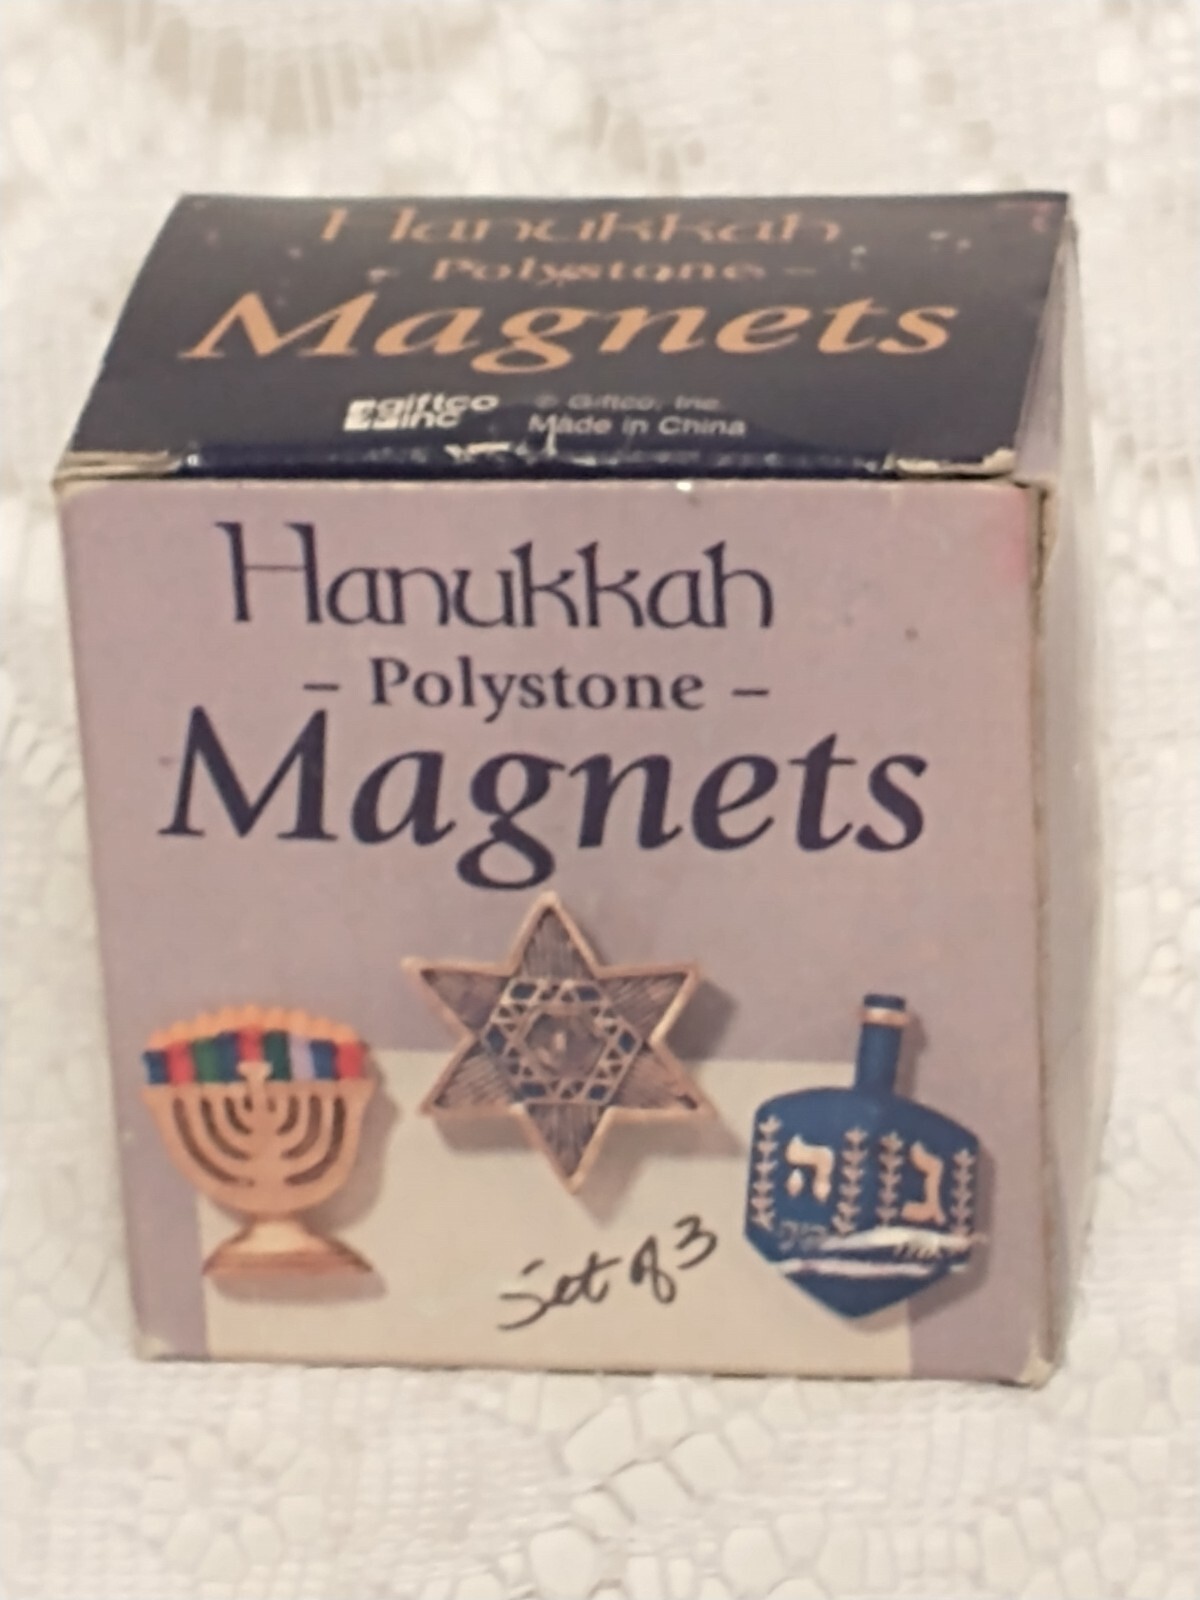 Hanukkah
- Polystone -
Magnets
giftco inc
© Giftco, Inc.
Made in China
Hanukkah
– Polystone –
Magnets
ה ג
Set of 3